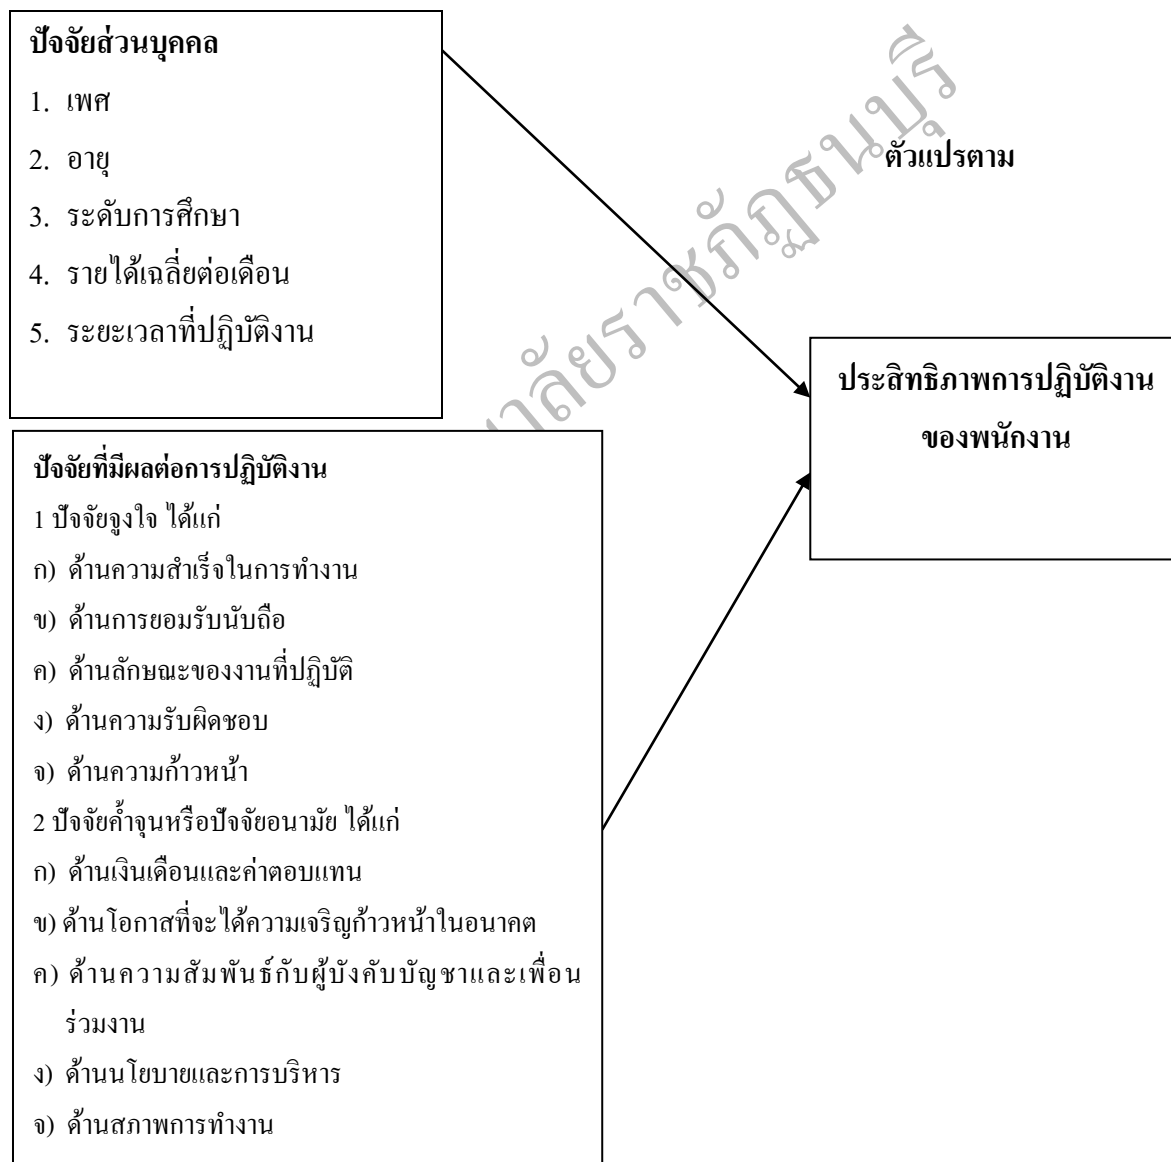 ปัจจัยส่วนบุคคล
1. เพศ
2. อายุ
3. ระดับการศึกษา
4. รายได้เฉลี่ยต่อเดือน
5. ระยะเวลาที่ปฏิบัติงาน
ตัวแปรตาม
ประสิทธิภาพการปฏิบัติงาน
ของพนักงาน
ปัจจัยที่มีผลต่อการปฏิบัติงาน
1 ปัจจัยจูงใจ ได้แก่
ก) ด้านความสำเร็จในการทำงาน
ข) ด้านการยอมรับนับถือ
ค) ด้านลักษณะของงานที่ปฏิบัติ
ง) ด้านความรับผิดชอบ
จ) ด้านความก้าวหน้า
2 ปัจจัยค้ำจุนหรือปัจจัยอนามัย ได้แก่
ก) ด้านเงินเดือนและค่าตอบแทน
ข) ด้านโอกาสที่จะได้ความเจริญก้าวหน้าในอนาคต
ค) ด้านความสัมพันธ์กับผู้บังคับบัญชาและเพื่อน
ร่วมงาน
ง) ด้านนโยบายและการบริหาร
จ) ด้านสภาพการทำงาน
าลัยราชภัฏธนบุรี